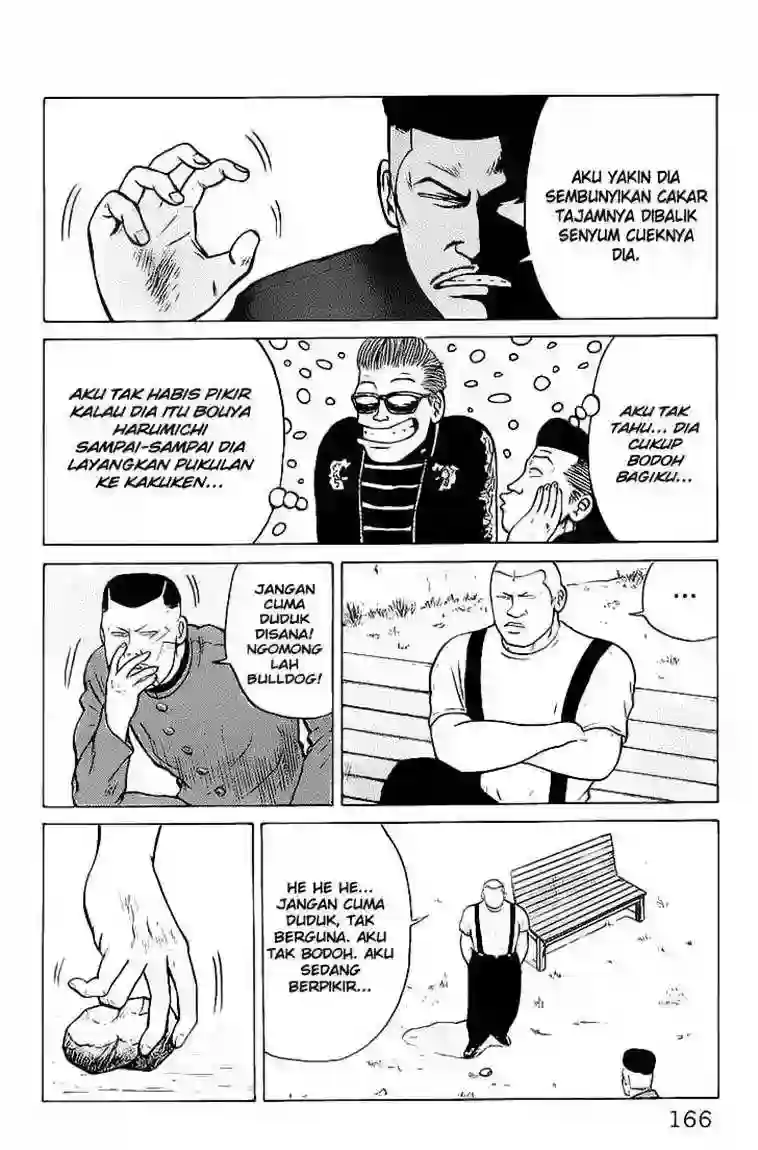 AKU YAKIN DIA
SEMBUNYIKAN CAKAR
TAJAMNYA DIBALIK
SENYUM CUEKNYA
DIA.
AKU TAK HABIS PIKIR
KALAU DIA ITU BOUYA
HARUMICHI
SAMPAI-SAMPAI DIA
LAYANGKAN PUKULAN
KE KAKUKEN...
AKU TAK
TAHU... DIA
CUKUP
BODOH
BAGIKU...
JANGAN
CUMA
DUDUK
DISANA!
NGOMONG
LAH
BULLDOG!
...
HE HE HE...
JANGAN CUMA
DUDUK, TAK
BERGUNA. AKU
TAK BODOH. AKU
SEDANG
BERPIKIR...
166